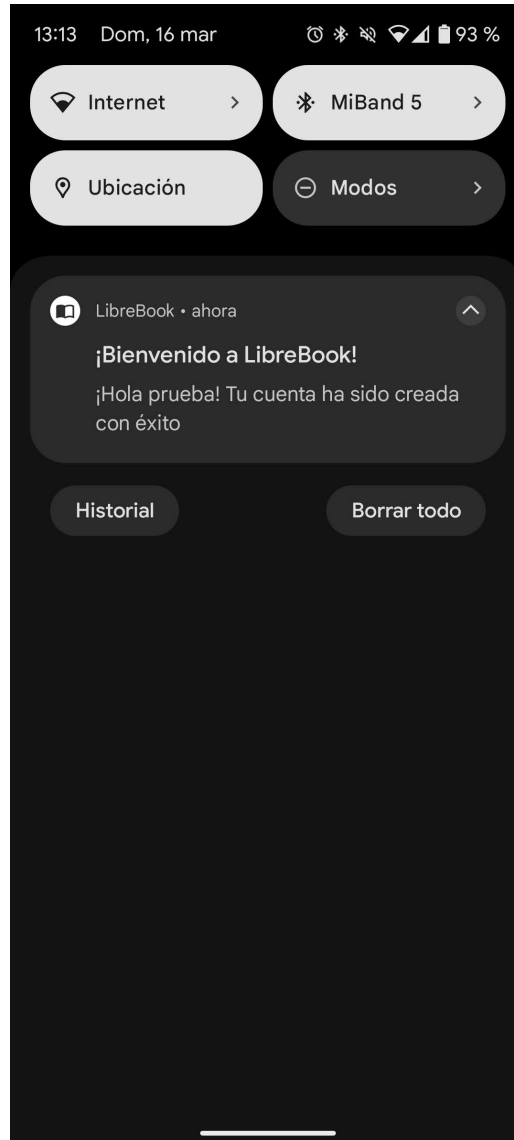 13:13 Dom, 16 mar 93 %
Internet
MiBand 5
Ubicación
Modos
LibreBook • ahora
¡Bienvenido a LibreBook!
¡Hola prueba! Tu cuenta ha sido creada
con éxito
Historial
Borrar todo